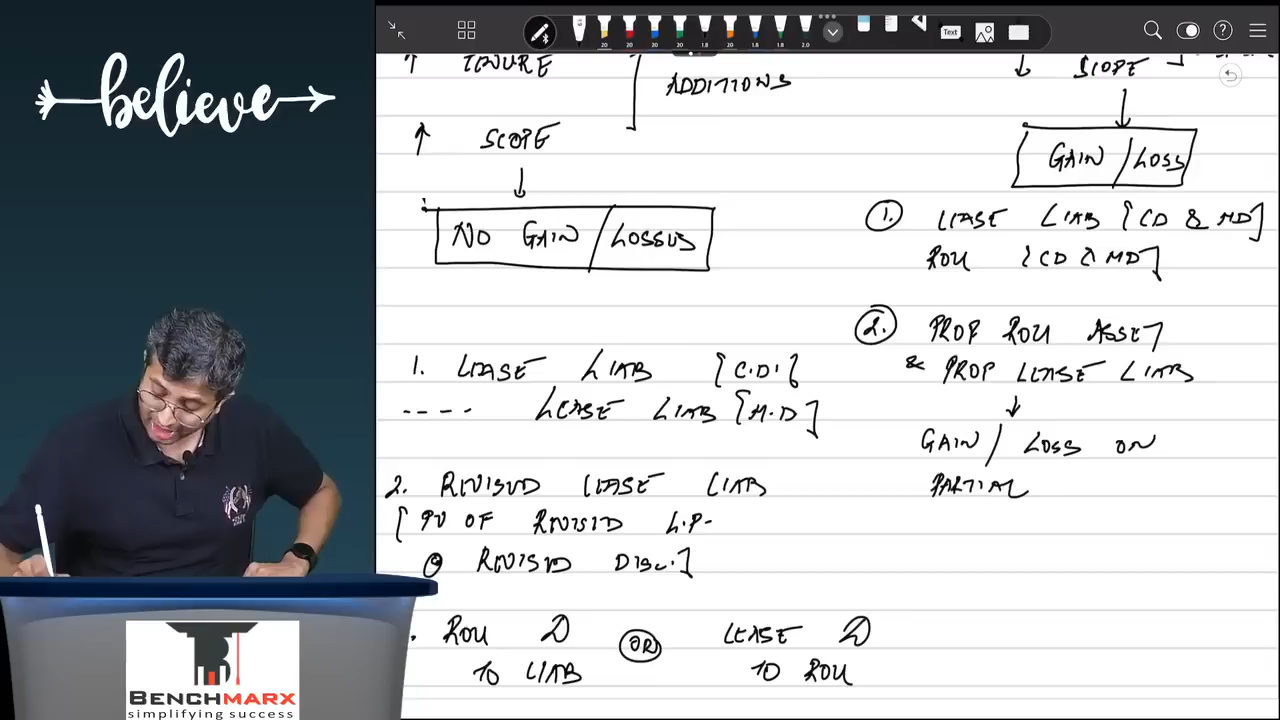 believe
Text
↑ TENURE
ADDITIONS
↑ SCOPE
↓
NO GAIN / LOSSES
1. LEASE LIAB [C.D.]
---- LEASE LIAB [M.D]
2. REVISED LEASE LIAB
[PV OF REVISED L.P.
@ REVISED DISC.]
. ROU D
TO LIAB
OR
LEASE D
TO ROU
↓ SCOPE
↓
GAIN / LOSS
1. LEASE LIAB [CD & MD]
ROU [CD & MD]
2. PROP ROU ASSET
& PROP LEASE LIAB
↓
GAIN / LOSS ON
PARTIAL
BENCHMARX
simplifying success